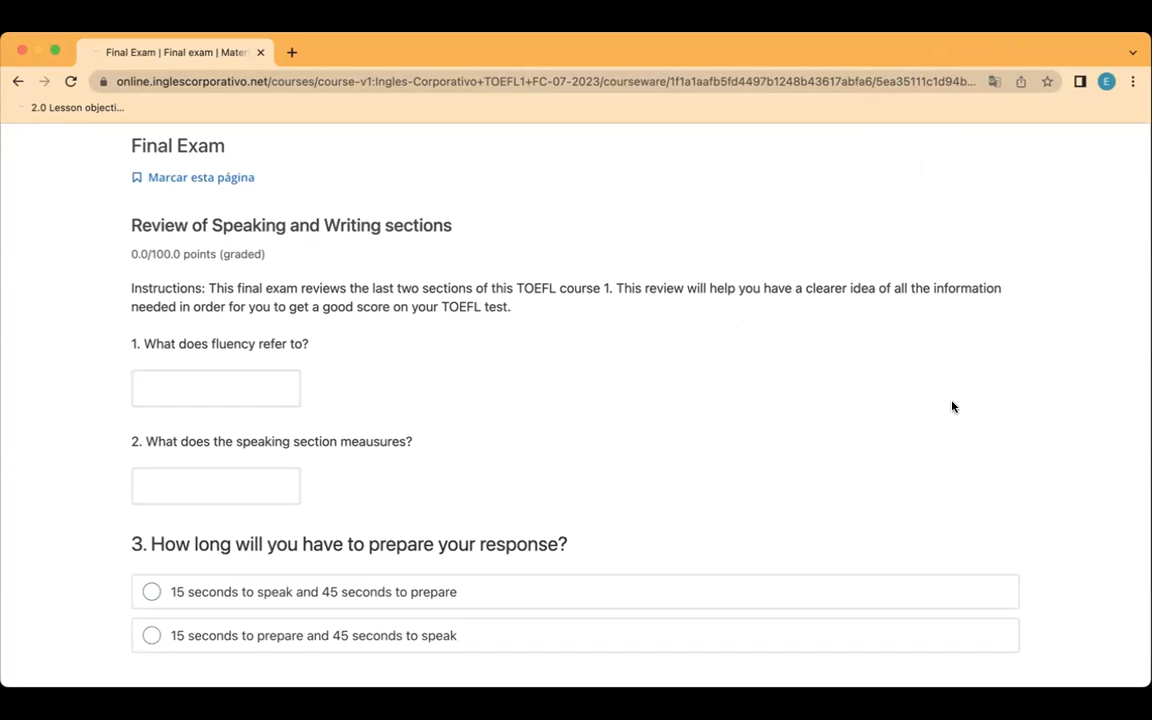 Final Exam | Final exam | Mater
online.inglescorporativo.net/courses/course-v1:Ingles-Corporativo+TOEFL1+FC-07-2023/courseware/1f1a1aafb5fd4497b1248b43617abfa6/5ea35111c1d94b...
E
2.0 Lesson objecti...
Final Exam
Marcar esta página
Review of Speaking and Writing sections
0.0/100.0 points (graded)
Instructions: This final exam reviews the last two sections of this TOEFL course 1. This review will help you have a clearer idea of all the information
needed in order for you to get a good score on your TOEFL test.
1. What does fluency refer to?
2. What does the speaking section meausures?
3. How long will you have to prepare your response?
15 seconds to speak and 45 seconds to prepare
15 seconds to prepare and 45 seconds to speak